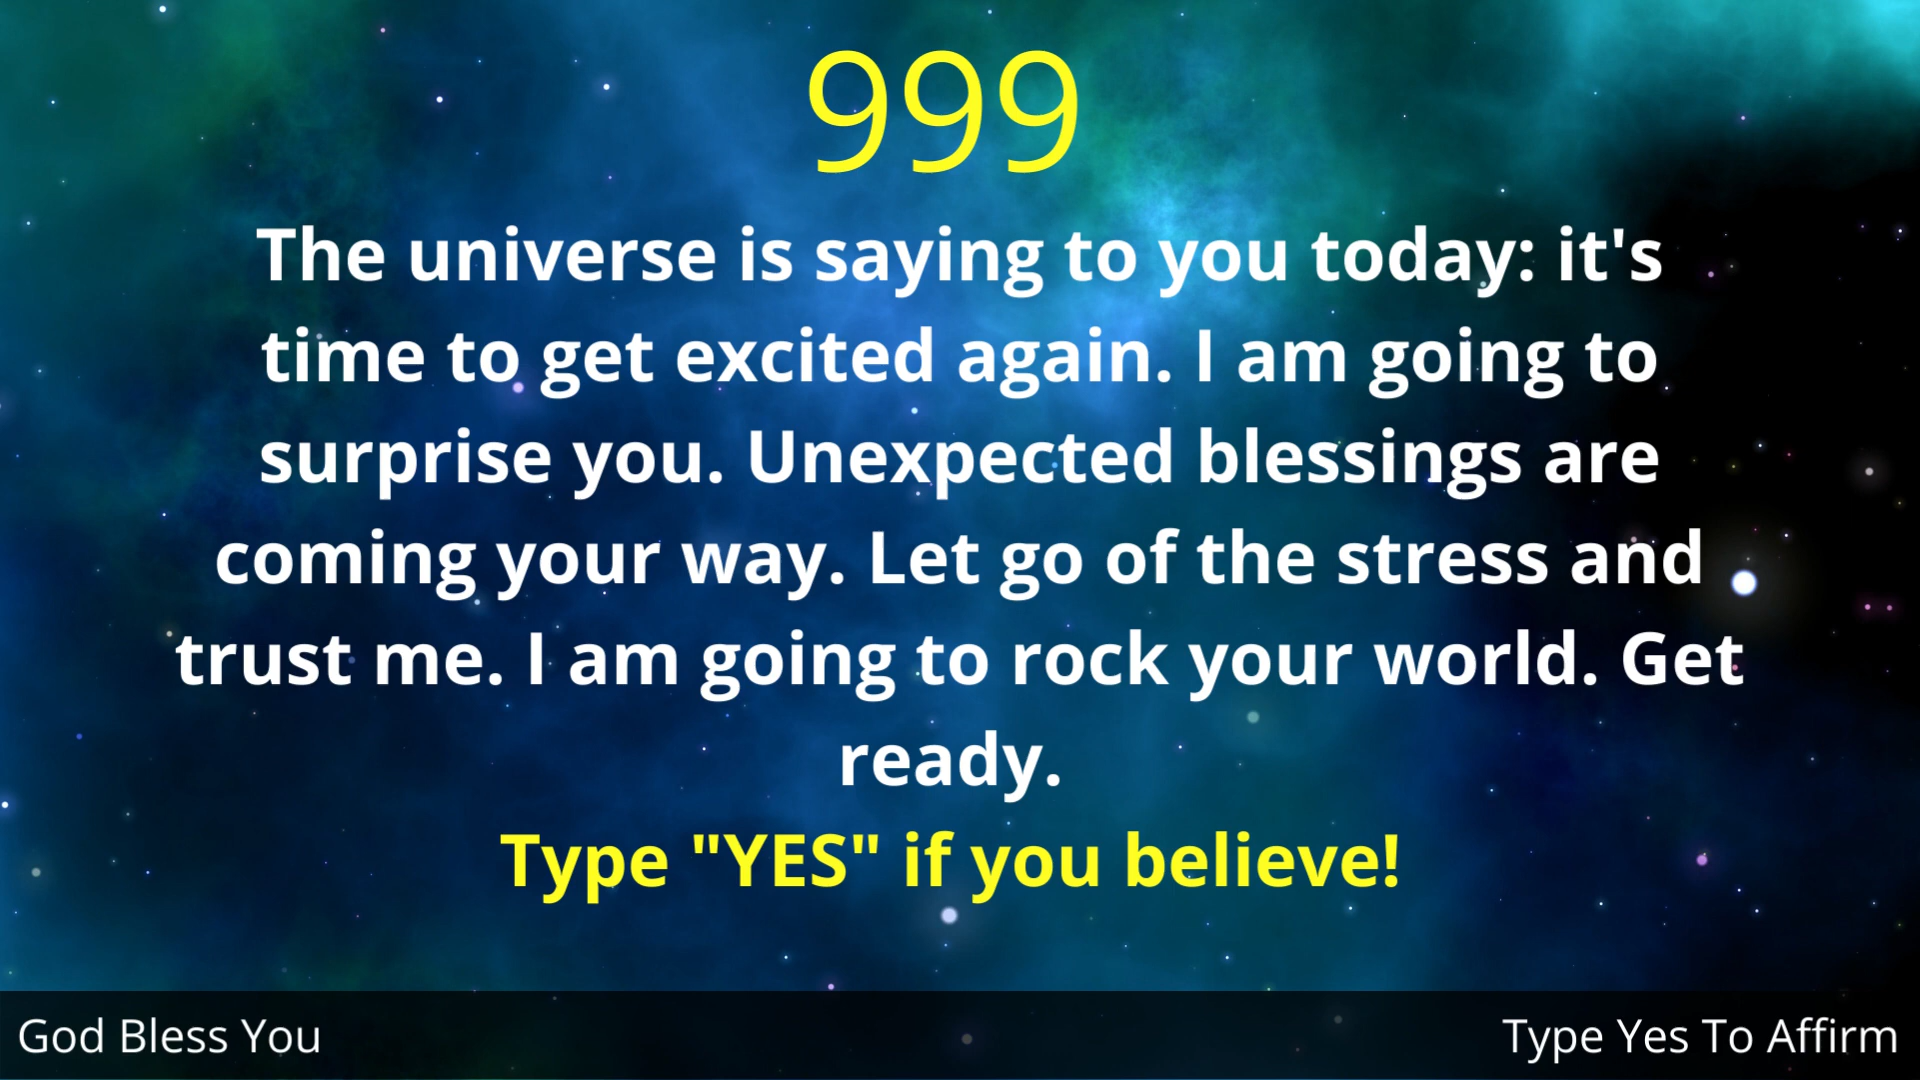 999
The universe is saying to you today: it's
time to get excited again. I am going to
surprise you. Unexpected blessings are
coming your way. Let go of the stress and
trust me. I am going to rock your world. Get
ready.
Type "YES" if you believe!
God Bless You
Type Yes To Affirm